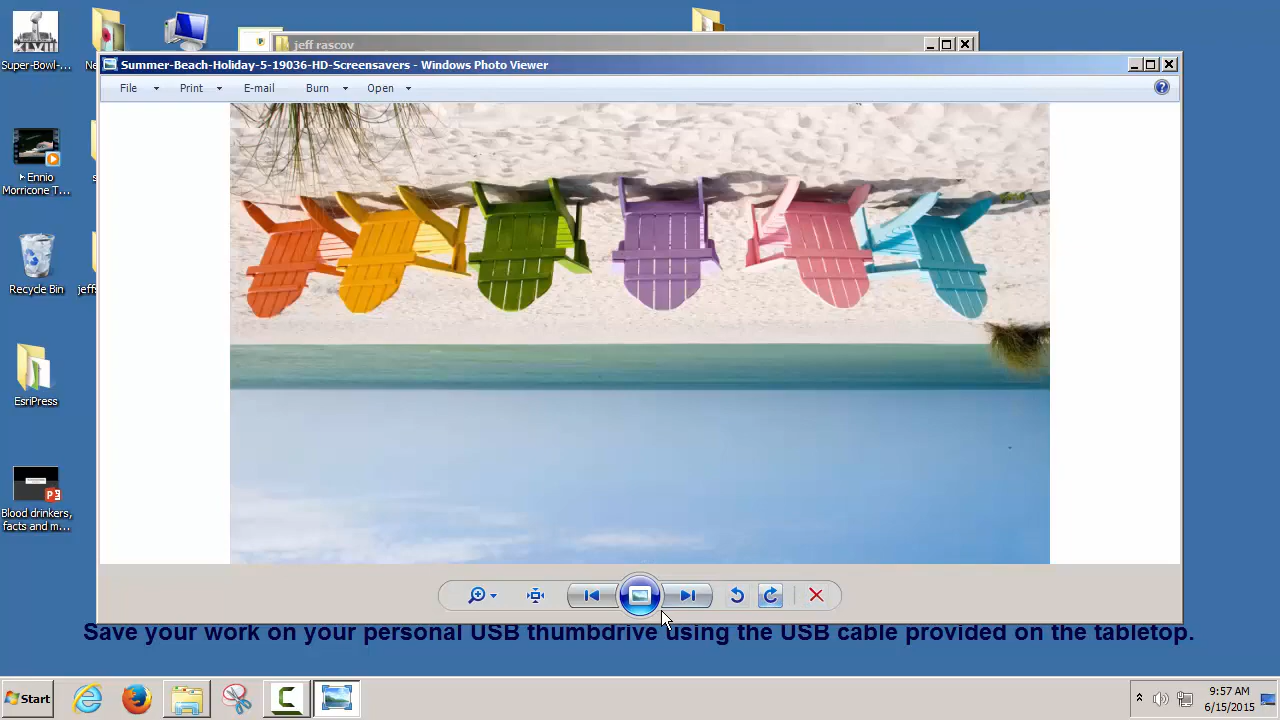 Super-Bowl-...
Ne
jeff rascov
Summer-Beach-Holiday-5-19036-HD-Screensavers - Windows Photo Viewer
File Print E-mail Burn Open
Ennio
Morricone T...
s
Recycle Bin
jeffs
EsriPress
Blood drinkers,
facts and m...
Save your work on your personal USB thumbdrive using the USB cable provided on the tabletop.
Start
9:57 AM
6/15/2015